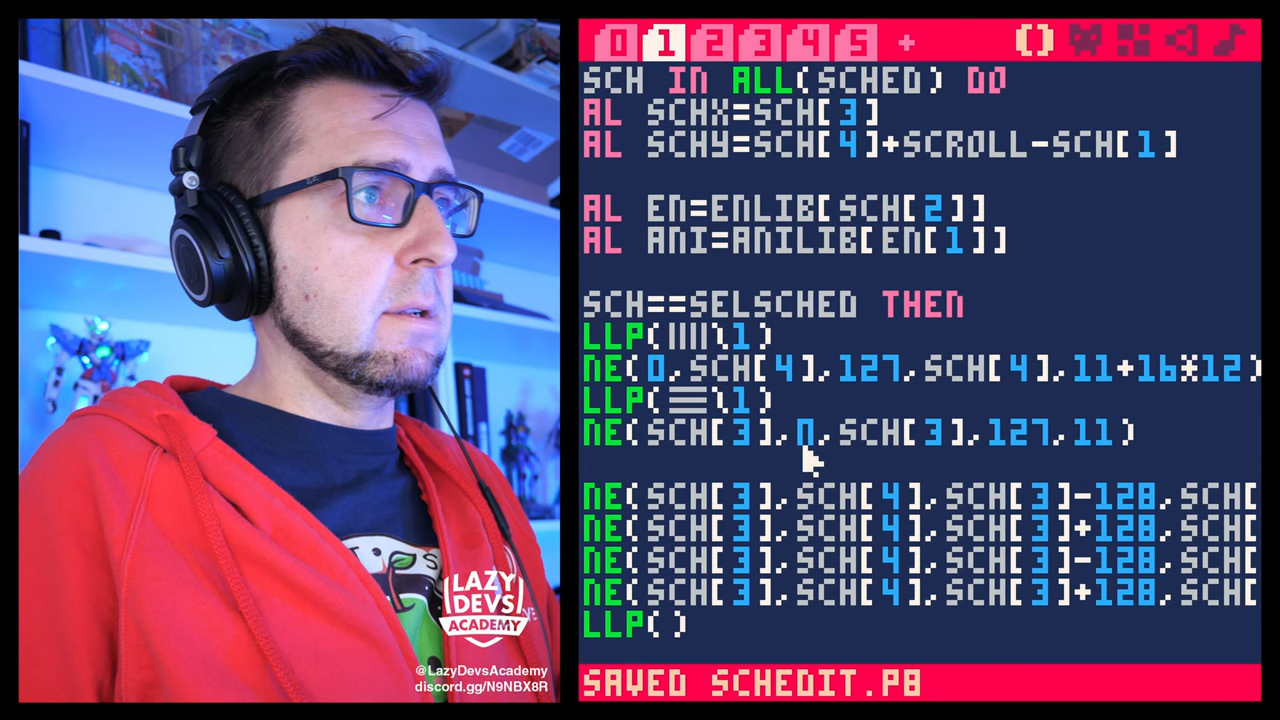 0 1 2 3 4 5 +
SCH IN ALL(SCHED) DO
AL SCHX=SCH[3]
AL SCHY=SCH[4]+SCROLL-SCH[1]
AL EN=ENLIB[SCH[2]]
AL ANI=ANILIB[EN[1]]
SCH==SELSCHED THEN
LLP(▥\1)
NE(0,SCH[4],127,SCH[4],11+16*12)
LLP(▤\1)
NE(SCH[3],0,SCH[3],127,11)
NE(SCH[3],SCH[4],SCH[3]-128,SCH[
NE(SCH[3],SCH[4],SCH[3]+128,SCH[
NE(SCH[3],SCH[4],SCH[3]-128,SCH[
NE(SCH[3],SCH[4],SCH[3]+128,SCH[
LLP()
SAVED SCHEDIT.P8
LAZY
DEVS
ACADEMY
@LazyDevsAcademy
discord.gg/N9NBX8R